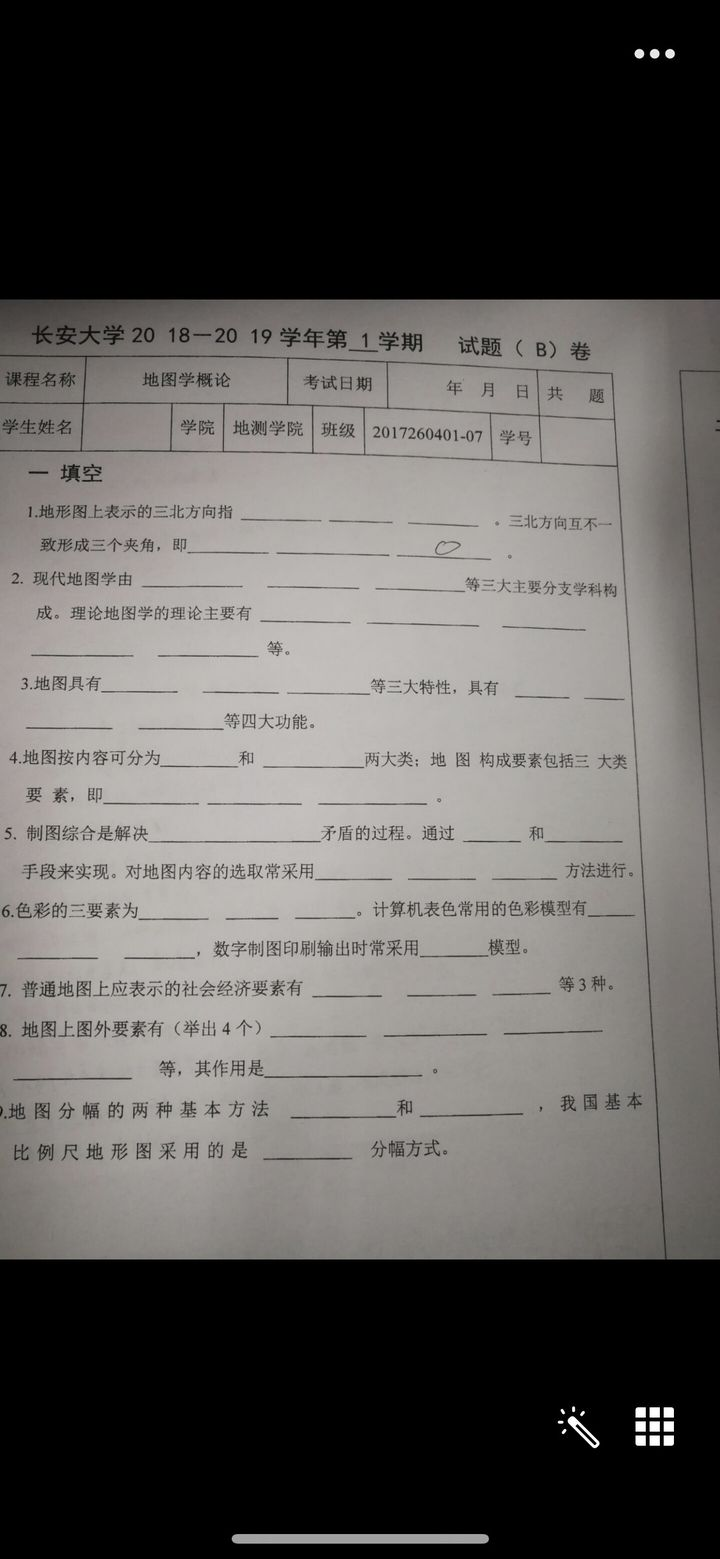 长安大学20 18—20 19学年第 1 学期 试题（ B）卷
课程名称 地图学概论 考试日期 年 月 日 共 题
学生姓名 学院 地测学院 班级 2017260401-07 学号
一 填空
1.地形图上表示的三北方向指 ________ ________ ________ 。三北方向互不一
致形成三个夹角，即________ ________ ________ 。
2. 现代地图学由 ________ ________ ________等三大主要分支学科构
成。理论地图学的理论主要有 ________ ________ ________
________ ________ 等。
3.地图具有________ ________ ________等三大特性，具有 ________ ________
________ ________等四大功能。
4.地图按内容可分为________和 ________两大类；地 图 构成要素包括三 大类
要 素，即________ ________ ________ 。
5. 制图综合是解决________矛盾的过程。通过 ________ 和________
手段来实现。对地图内容的选取常采用________ ________ ________ 方法进行。
6.色彩的三要素为________ ________ ________。计算机表色常用的色彩模型有________
________ ________，数字制图印刷输出时常采用________模型。
7. 普通地图上应表示的社会经济要素有 ________ ________ ________ 等3种。
8. 地图上图外要素有（举出4个）________ ________ ________
________ 等，其作用是________ 。
9.地 图 分 幅 的 两 种 基 本 方 法 ________和 ________ ，我 国 基 本
比 例 尺 地 形 图 采 用 的 是 ________ 分幅方式。